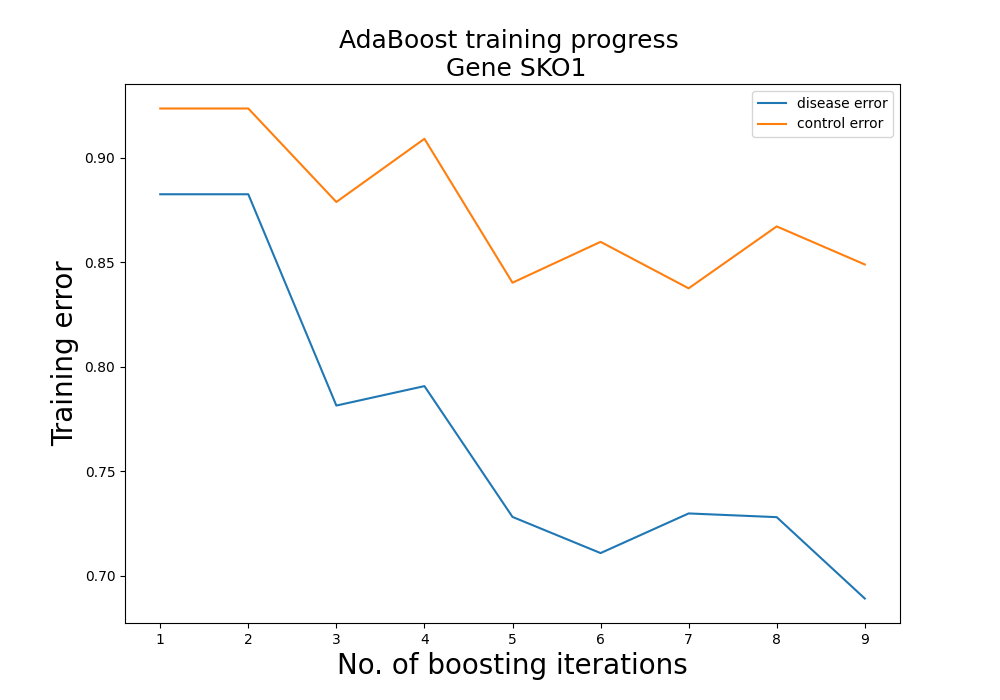 AdaBoost training progress
Gene SKO1
disease error
control error
Training error
0.90
0.85
0.80
0.75
0.70
1 2 3 4 5 6 7 8 9
No. of boosting iterations